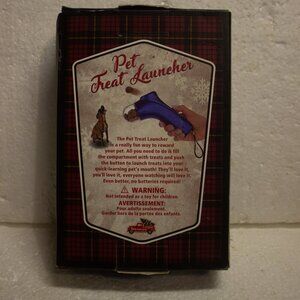 Pet
Treat Launcher
The Pet Treat Launcher
is a really fun way to reward
your pet. All you need to do is fill
the compartment with treats and push
the button to launch treats into your
quick-learning pet's mouth! They'll love it,
you'll love it, everyone watching will love it.
Even better, no batteries required!
⚠ WARNING:
Not intended as a toy for children.
AVERTISSEMENT:
Pour adulte seulement.
Garder hors de la portée des enfants.